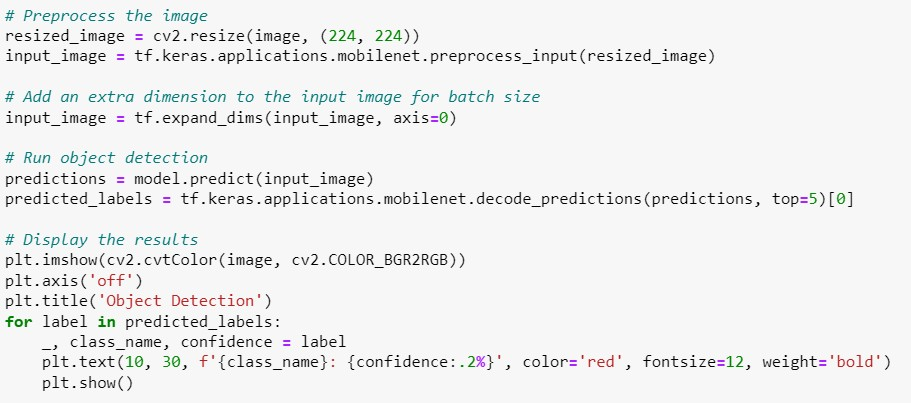 # Preprocess the image
resized_image = cv2.resize(image, (224, 224))
input_image = tf.keras.applications.mobilenet.preprocess_input(resized_image)
# Add an extra dimension to the input image for batch size
input_image = tf.expand_dims(input_image, axis=0)
# Run object detection
predictions = model.predict(input_image)
predicted_labels = tf.keras.applications.mobilenet.decode_predictions(predictions, top=5)[0]
# Display the results
plt.imshow(cv2.cvtColor(image, cv2.COLOR_BGR2RGB))
plt.axis('off')
plt.title('Object Detection')
for label in predicted_labels:
    _, class_name, confidence = label
    plt.text(10, 30, f'{class_name}: {confidence:.2%}', color='red', fontsize=12, weight='bold')
    plt.show()